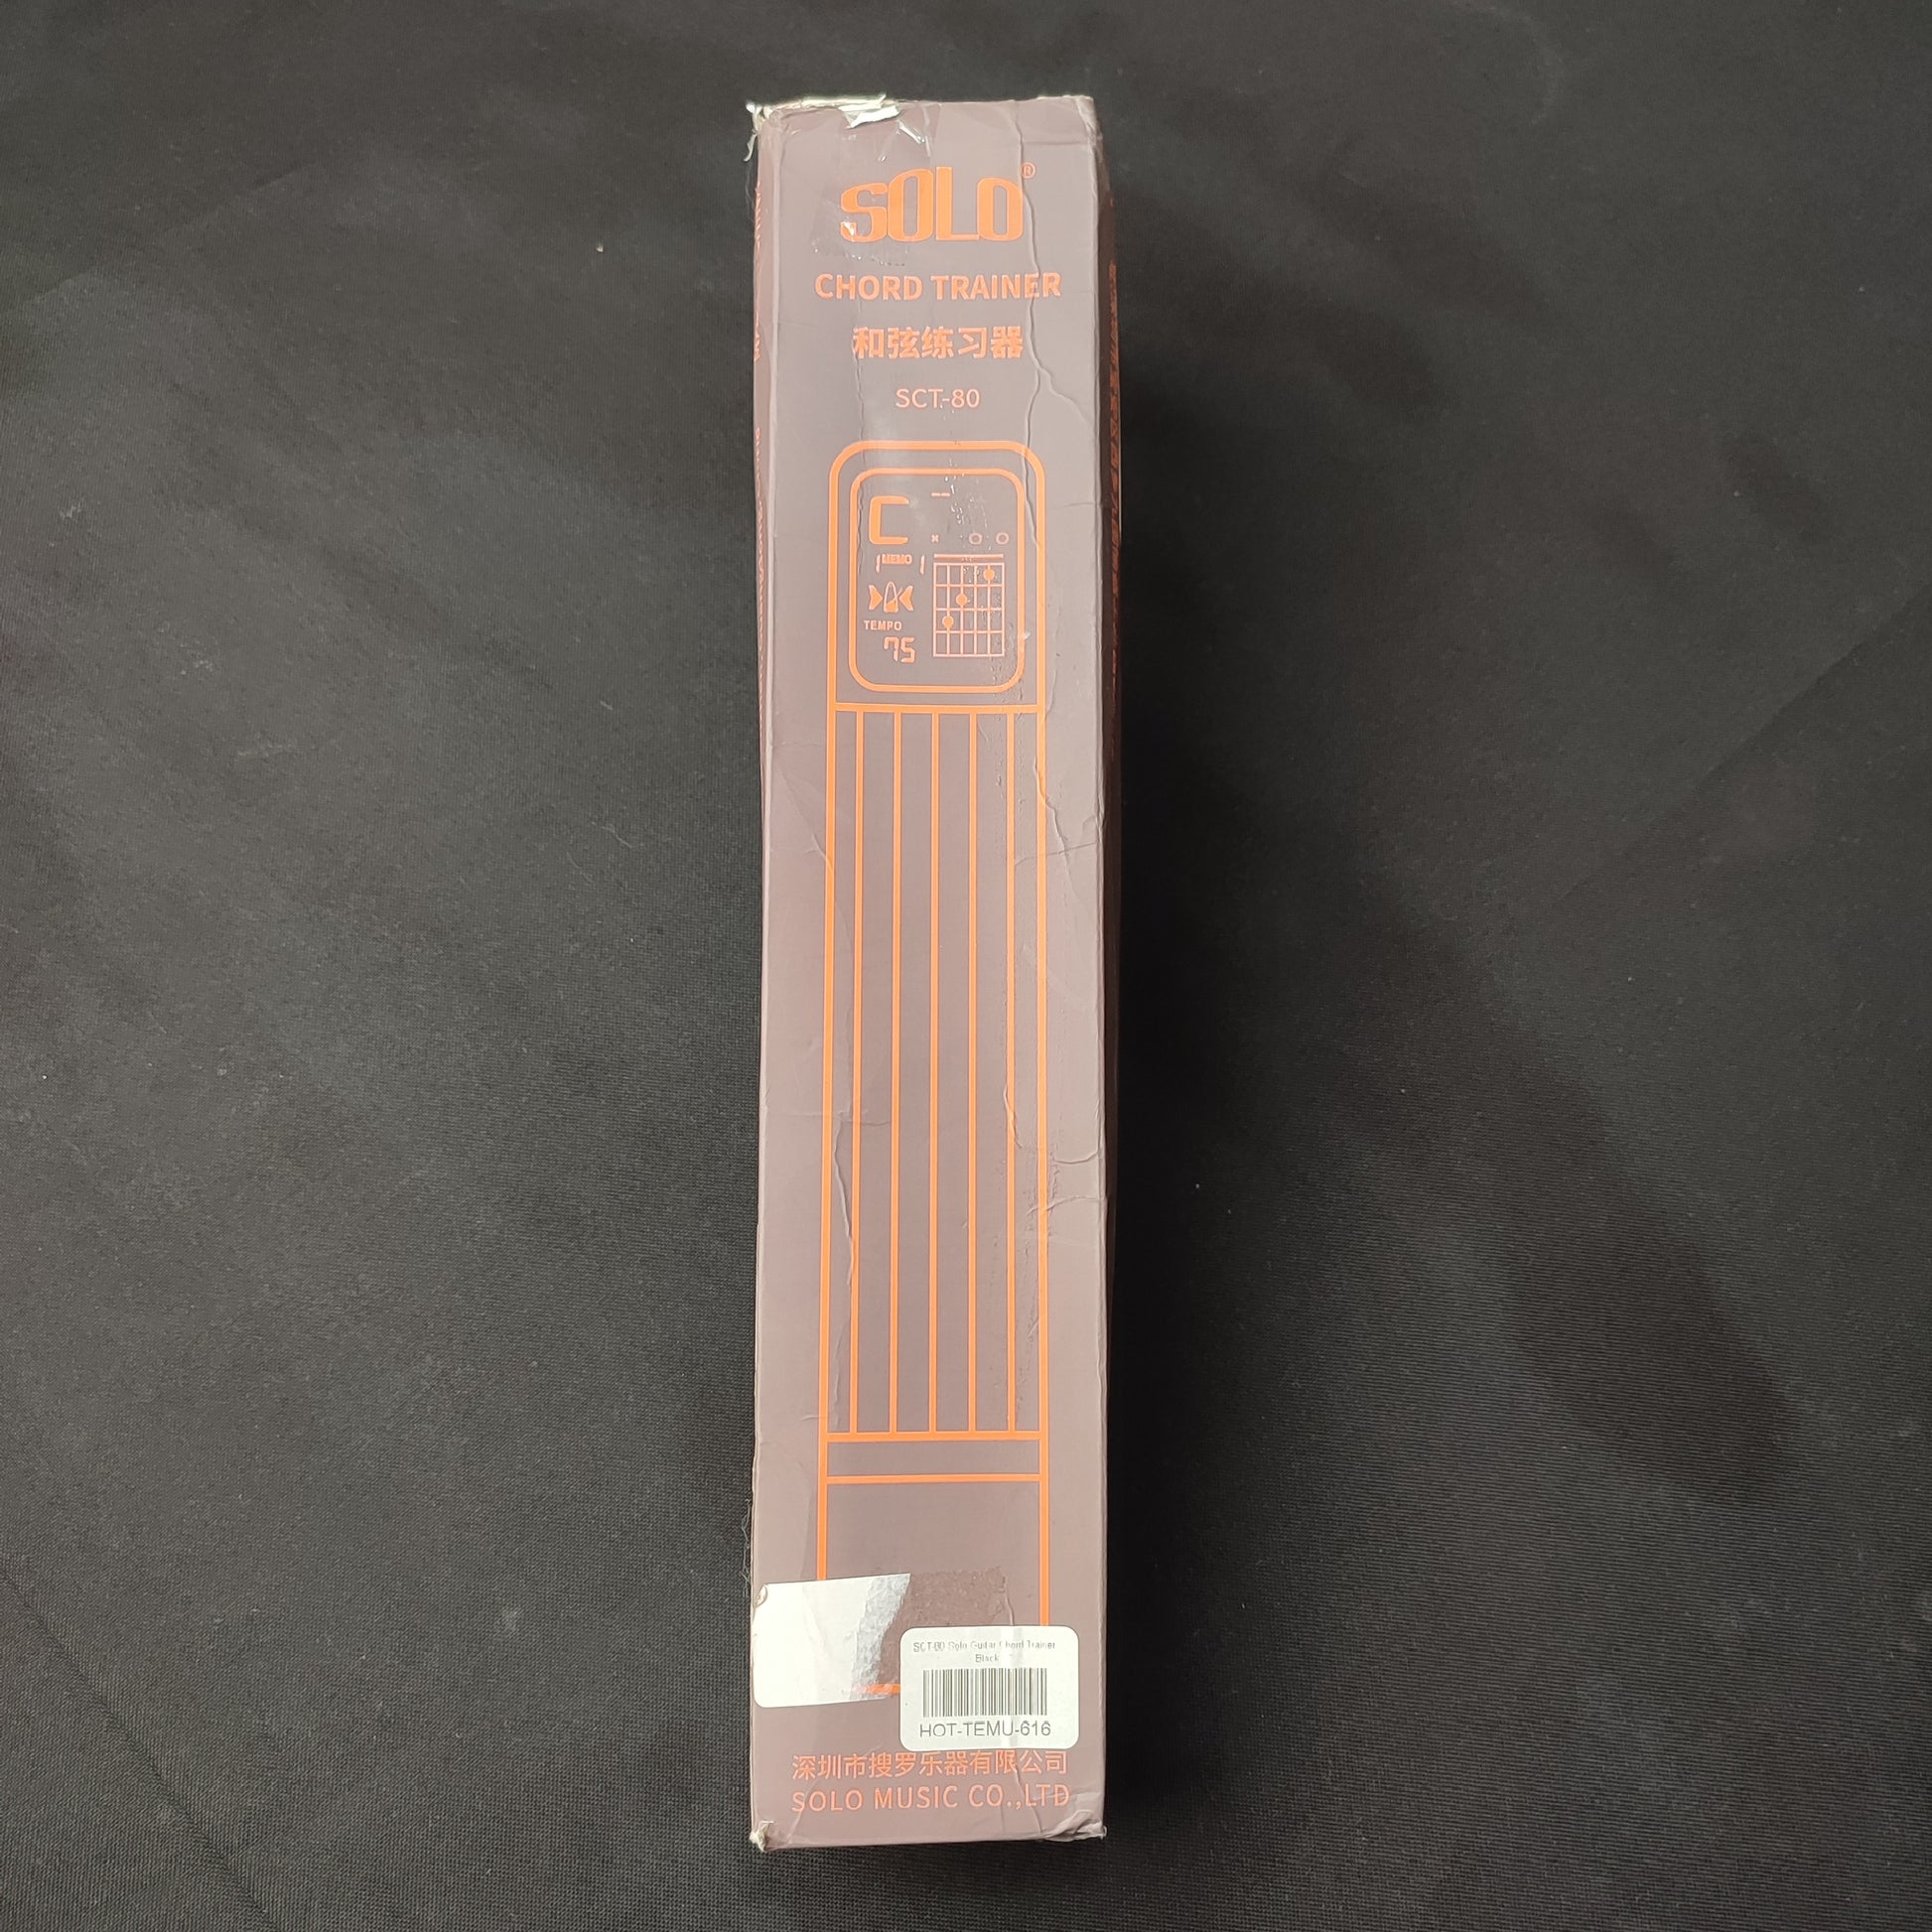 SOLO®
CHORD TRAINER
和弦练习器
SCT-80
C
MEMO
1 1
TEMPO
75
SCT-80 Solo Guitar Chord Trainer
Black
HOT-TEMU-616
深圳市搜罗乐器有限公司
SOLO MUSIC CO.,LTD